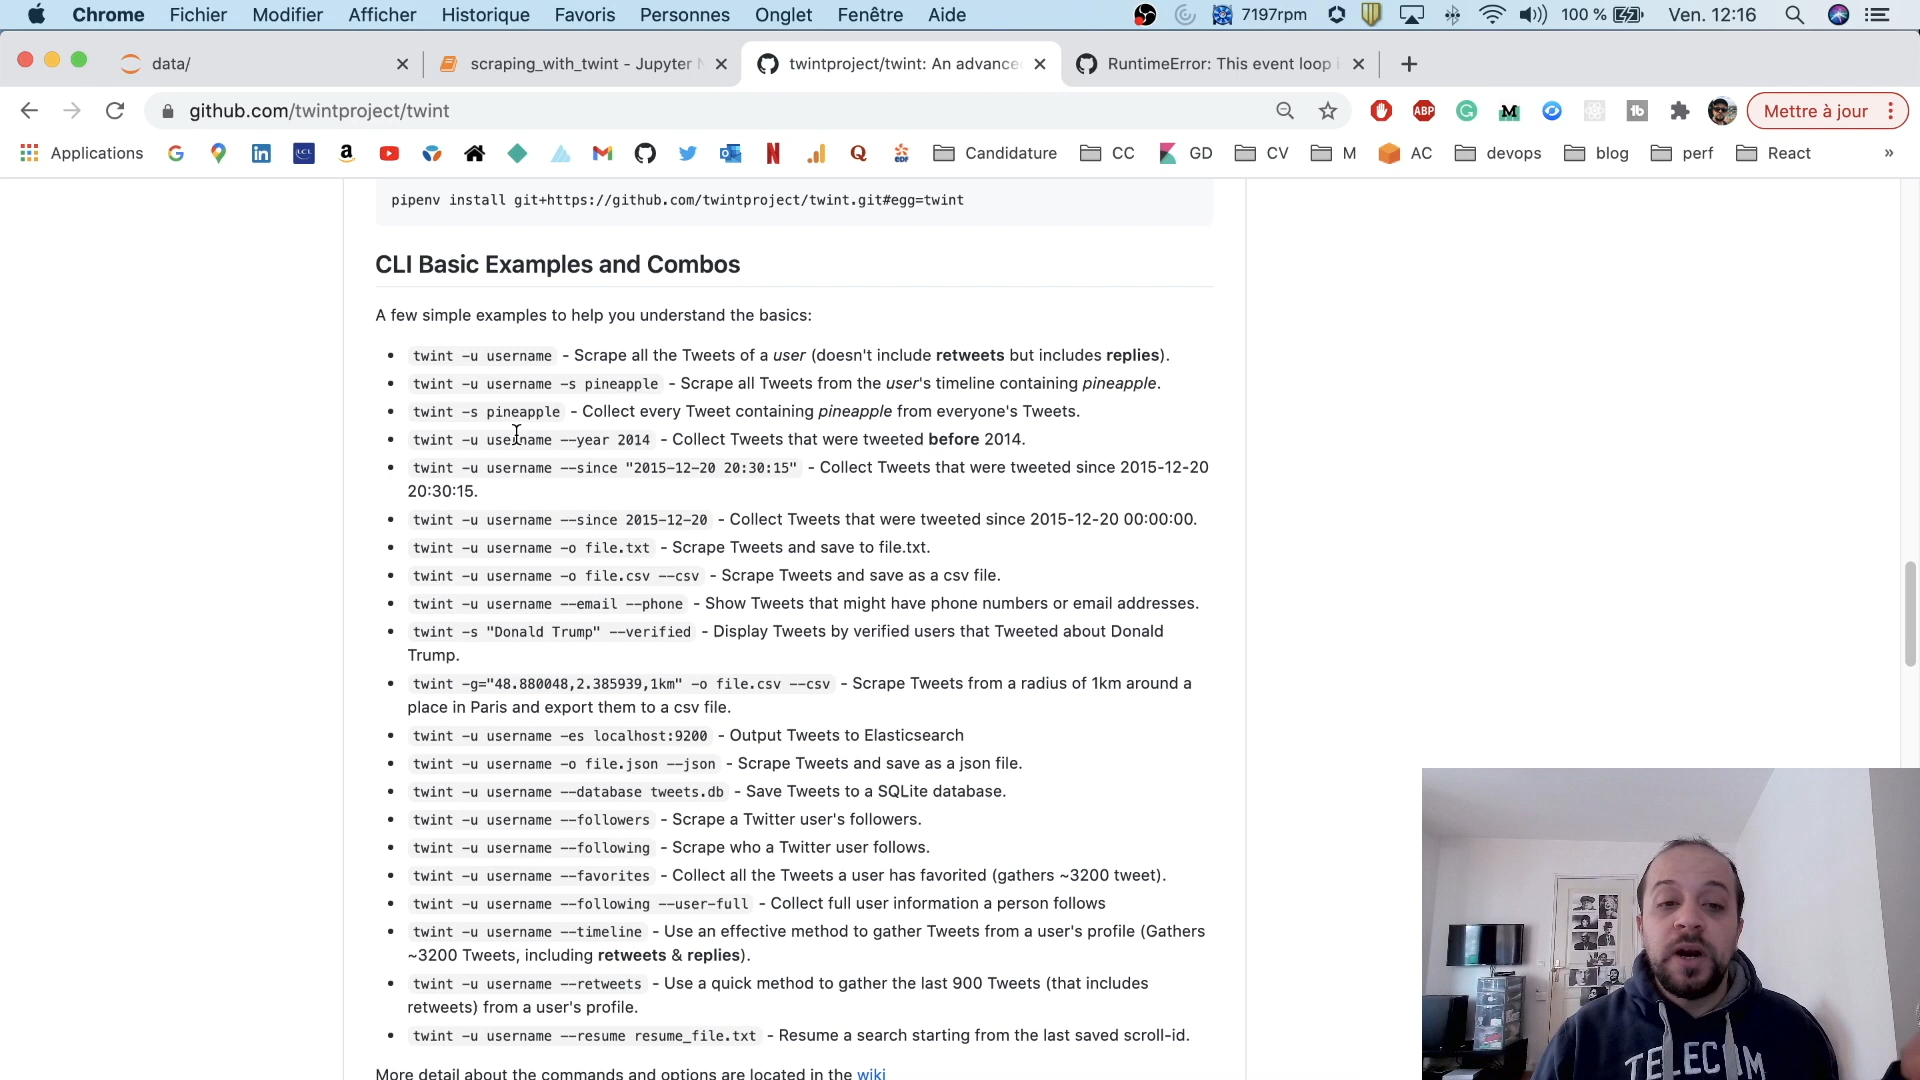 Chrome Fichier Modifier Afficher Historique Favoris Personnes Onglet Fenêtre Aide 7197rpm 100 % Ven. 12:16
data/ scraping_with_twint - Jupyter N twintproject/twint: An advance RuntimeError: This event loop i
github.com/twintproject/twint ABP M tb Mettre à jour
Applications LCL Candidature CC GD CV M AC devops blog perf React »
pipenv install git+https://github.com/twintproject/twint.git#egg=twint
CLI Basic Examples and Combos
A few simple examples to help you understand the basics:
• twint -u username - Scrape all the Tweets of a user (doesn't include retweets but includes replies).
• twint -u username -s pineapple - Scrape all Tweets from the user's timeline containing pineapple.
• twint -s pineapple - Collect every Tweet containing pineapple from everyone's Tweets.
• twint -u username --year 2014 - Collect Tweets that were tweeted before 2014.
• twint -u username --since "2015-12-20 20:30:15" - Collect Tweets that were tweeted since 2015-12-20
20:30:15.
• twint -u username --since 2015-12-20 - Collect Tweets that were tweeted since 2015-12-20 00:00:00.
• twint -u username -o file.txt - Scrape Tweets and save to file.txt.
• twint -u username -o file.csv --csv - Scrape Tweets and save as a csv file.
• twint -u username --email --phone - Show Tweets that might have phone numbers or email addresses.
• twint -s "Donald Trump" --verified - Display Tweets by verified users that Tweeted about Donald
Trump.
• twint -g="48.880048,2.385939,1km" -o file.csv --csv - Scrape Tweets from a radius of 1km around a
place in Paris and export them to a csv file.
• twint -u username -es localhost:9200 - Output Tweets to Elasticsearch
• twint -u username -o file.json --json - Scrape Tweets and save as a json file.
• twint -u username --database tweets.db - Save Tweets to a SQLite database.
• twint -u username --followers - Scrape a Twitter user's followers.
• twint -u username --following - Scrape who a Twitter user follows.
• twint -u username --favorites - Collect all the Tweets a user has favorited (gathers ~3200 tweet).
• twint -u username --following --user-full - Collect full user information a person follows
• twint -u username --timeline - Use an effective method to gather Tweets from a user's profile (Gathers
~3200 Tweets, including retweets & replies).
• twint -u username --retweets - Use a quick method to gather the last 900 Tweets (that includes
retweets) from a user's profile.
• twint -u username --resume resume_file.txt - Resume a search starting from the last saved scroll-id.
More detail about the commands and options are located in the wiki
TELECOM